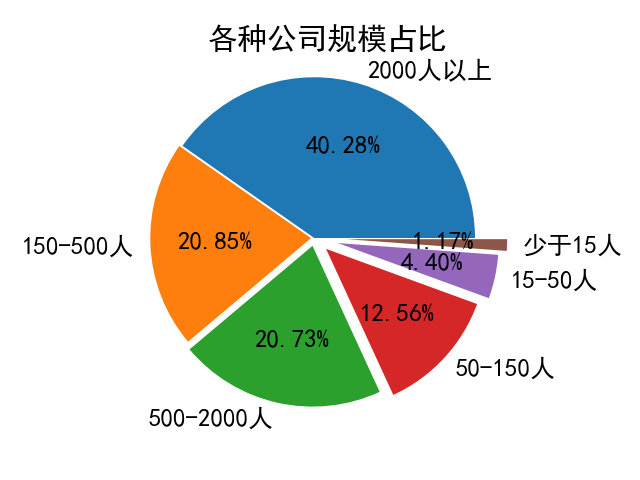 各种公司规模占比
2000人以上
40.28%
150-500人
20.85%
1.17%
少于15人
4.40%
15-50人
12.56%
50-150人
20.73%
500-2000人